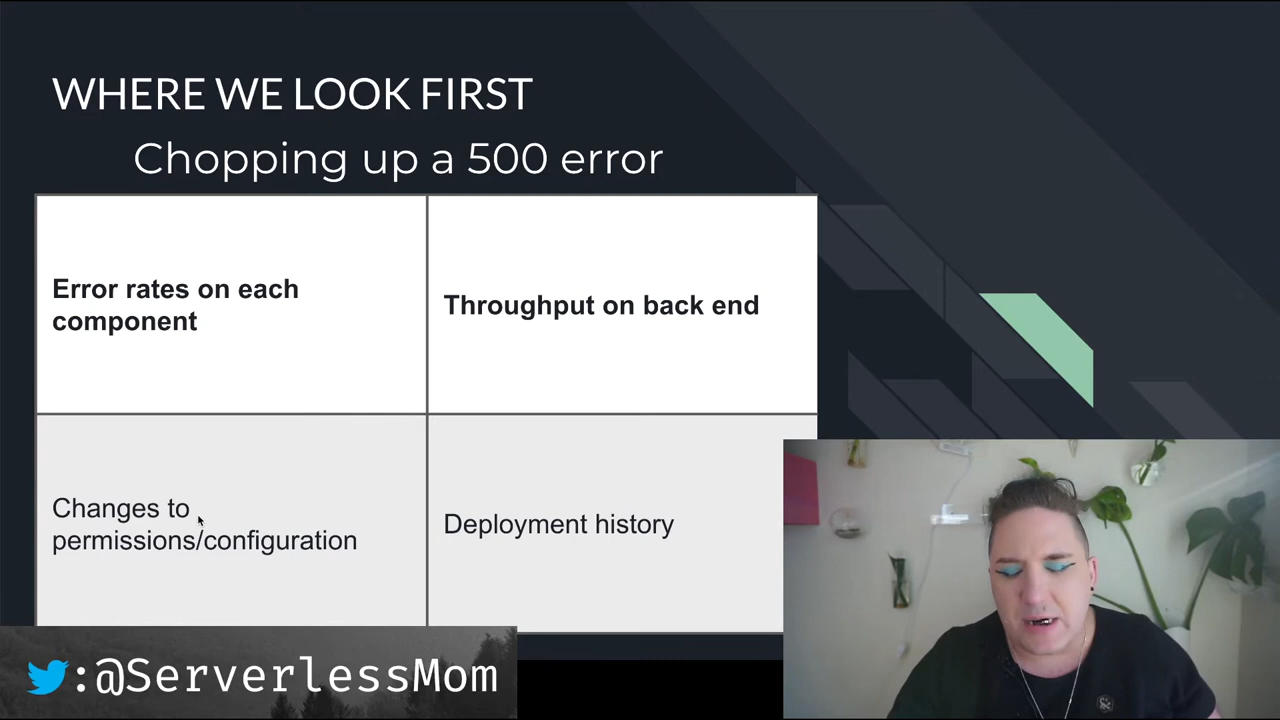 WHERE WE LOOK FIRST
Chopping up a 500 error
Error rates on each
component
Throughput on back end
Changes to
permissions/configuration
Deployment history
:@ServerlessMom